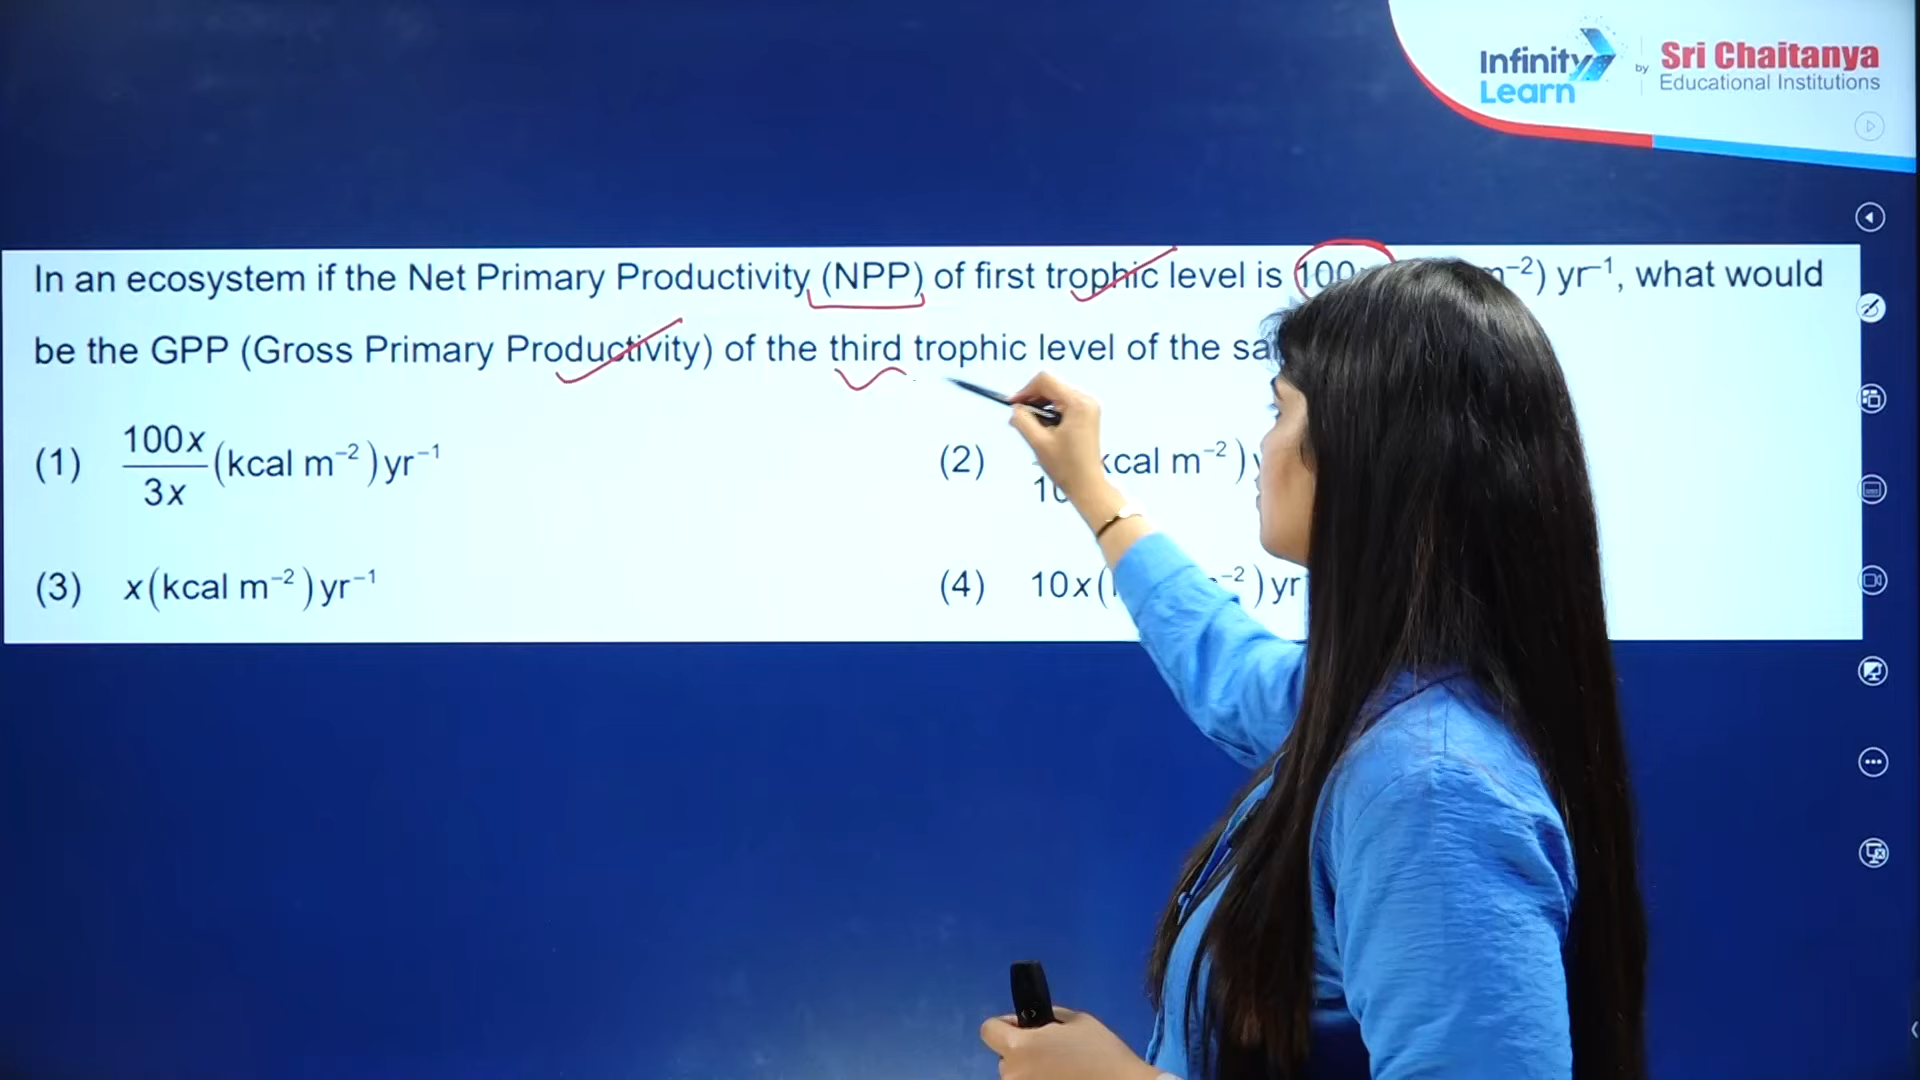 Infinity Learn by Sri Chaitanya Educational Institutions
In an ecosystem if the Net Primary Productivity (NPP) of first trophic level is 100 m⁻²) yr⁻¹, what would
be the GPP (Gross Primary Productivity) of the third trophic level of the
(1) 100x/3x (kcal m⁻²) yr⁻¹
(2) cal m⁻²)
(3) x(kcal m⁻²) yr⁻¹
(4) 10x( ⁻²) yr